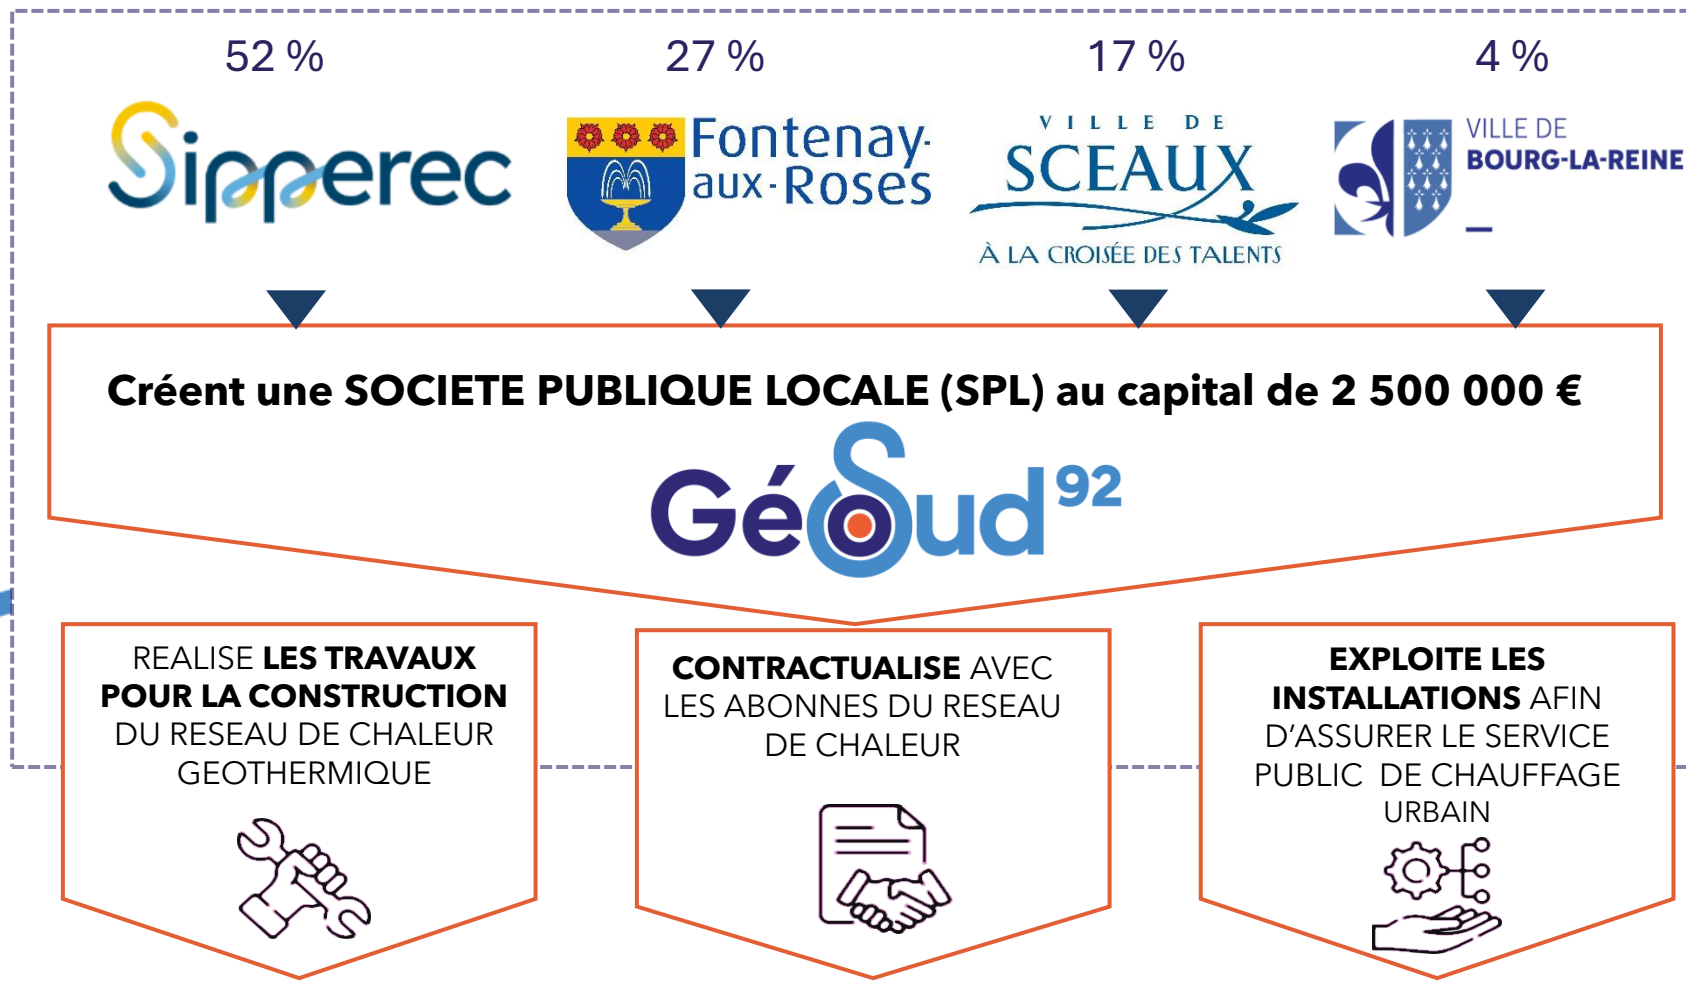 52 %
27 %
17 %
4 %
Sipperec
Fontenay-
aux-Roses
VILLE DE
SCEAUX
À LA CROISÉE DES TALENTS
VILLE DE
BOURG-LA-REINE
Créent une SOCIETE PUBLIQUE LOCALE (SPL) au capital de 2 500 000 €
GéoSud 92
REALISE LES TRAVAUX
POUR LA CONSTRUCTION
DU RESEAU DE CHALEUR
GEOTHERMIQUE
CONTRACTUALISE AVEC
LES ABONNES DU RESEAU
DE CHALEUR
EXPLOITE LES
INSTALLATIONS AFIN
D’ASSURER LE SERVICE
PUBLIC DE CHAUFFAGE
URBAIN